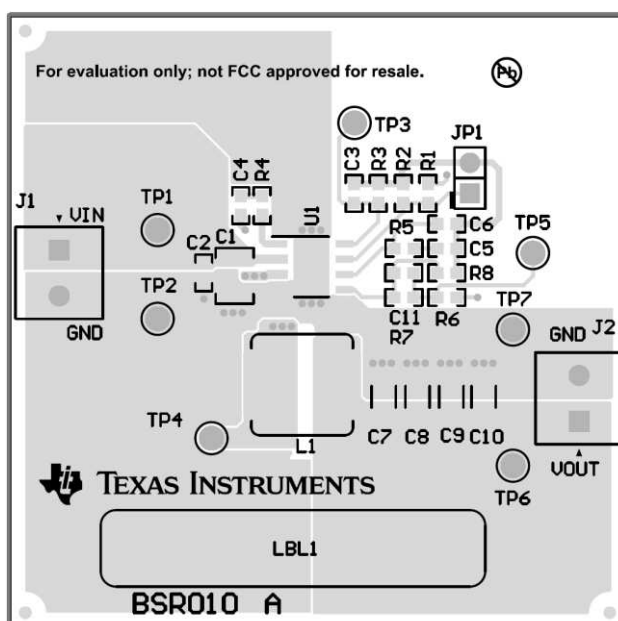 For evaluation only; not FCC approved for resale.
Pb
TP3
JP1
C4
R4
C3
R3
R2
R1
J1
VIN
TP1
U1
C6
TP5
R5
C5
C2
C1
R8
TP2
GND
C11
R6
TP7
R7
GND
J2
TP4
L1
C7
C8
C9
C10
VOUT
TP6
ti
TEXAS INSTRUMENTS
LBL1
BSR010 A